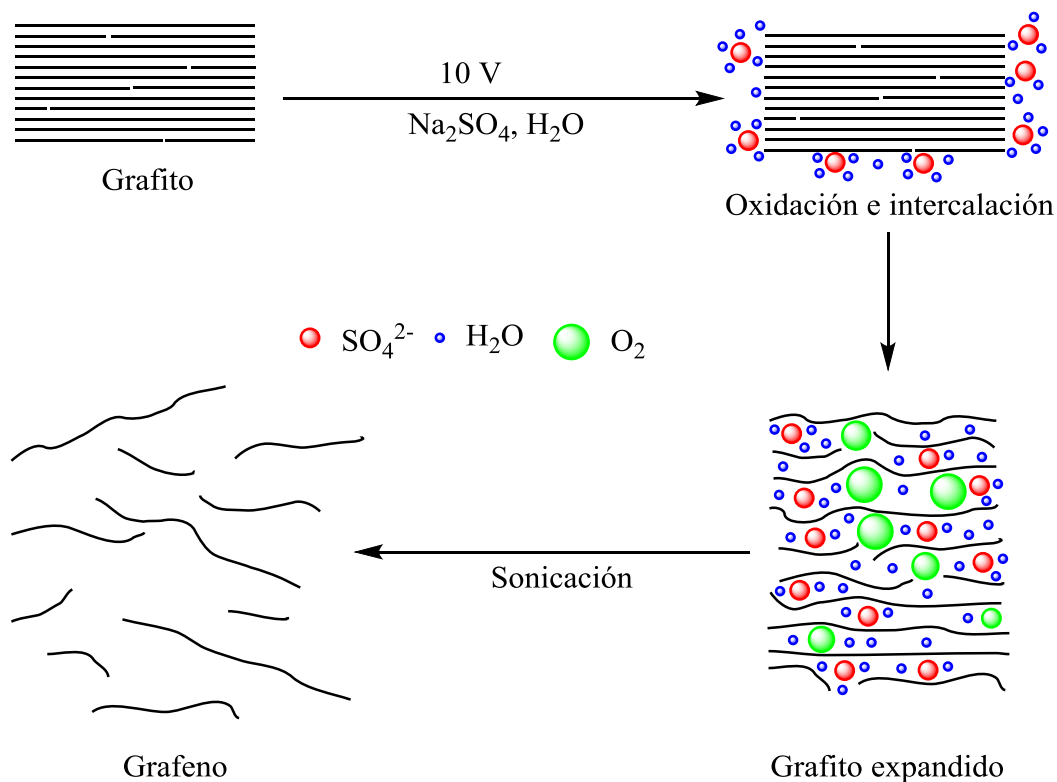 10 V
Na₂SO₄, H₂O
Grafito
Oxidación e intercalación
SO₄²⁻ H₂O O₂
Sonicación
Grafeno
Grafito expandido